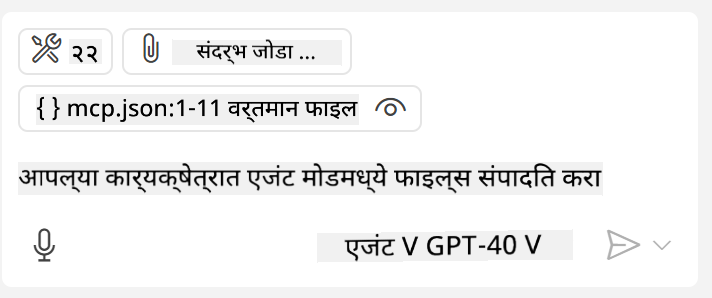 २२ संदर्भ जोडा ...
{ } mcp.json:1-11 वर्तमान फाइल
आपल्या कार्यक्षेत्रात एजंट मोडमध्ये फाइल्स संपादित करा
एजंट V GPT-40 V